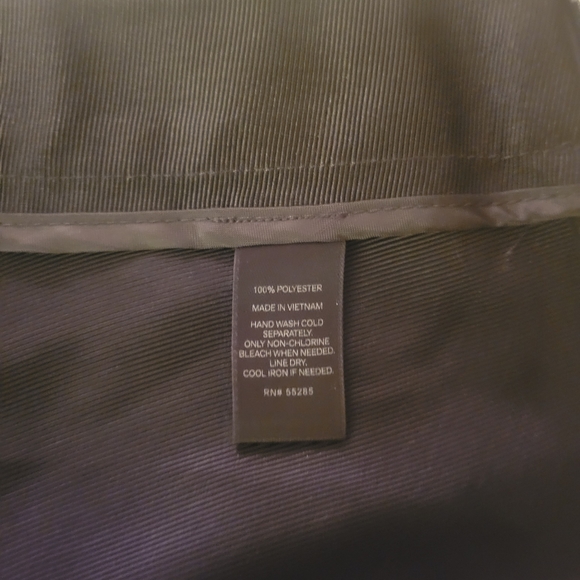 100% POLYESTER
MADE IN VIETNAM
HAND WASH COLD
SEPARATELY.
ONLY NON-CHLORINE
BLEACH WHEN NEEDED.
LINE DRY.
COOL IRON IF NEEDED.
RN# 55285